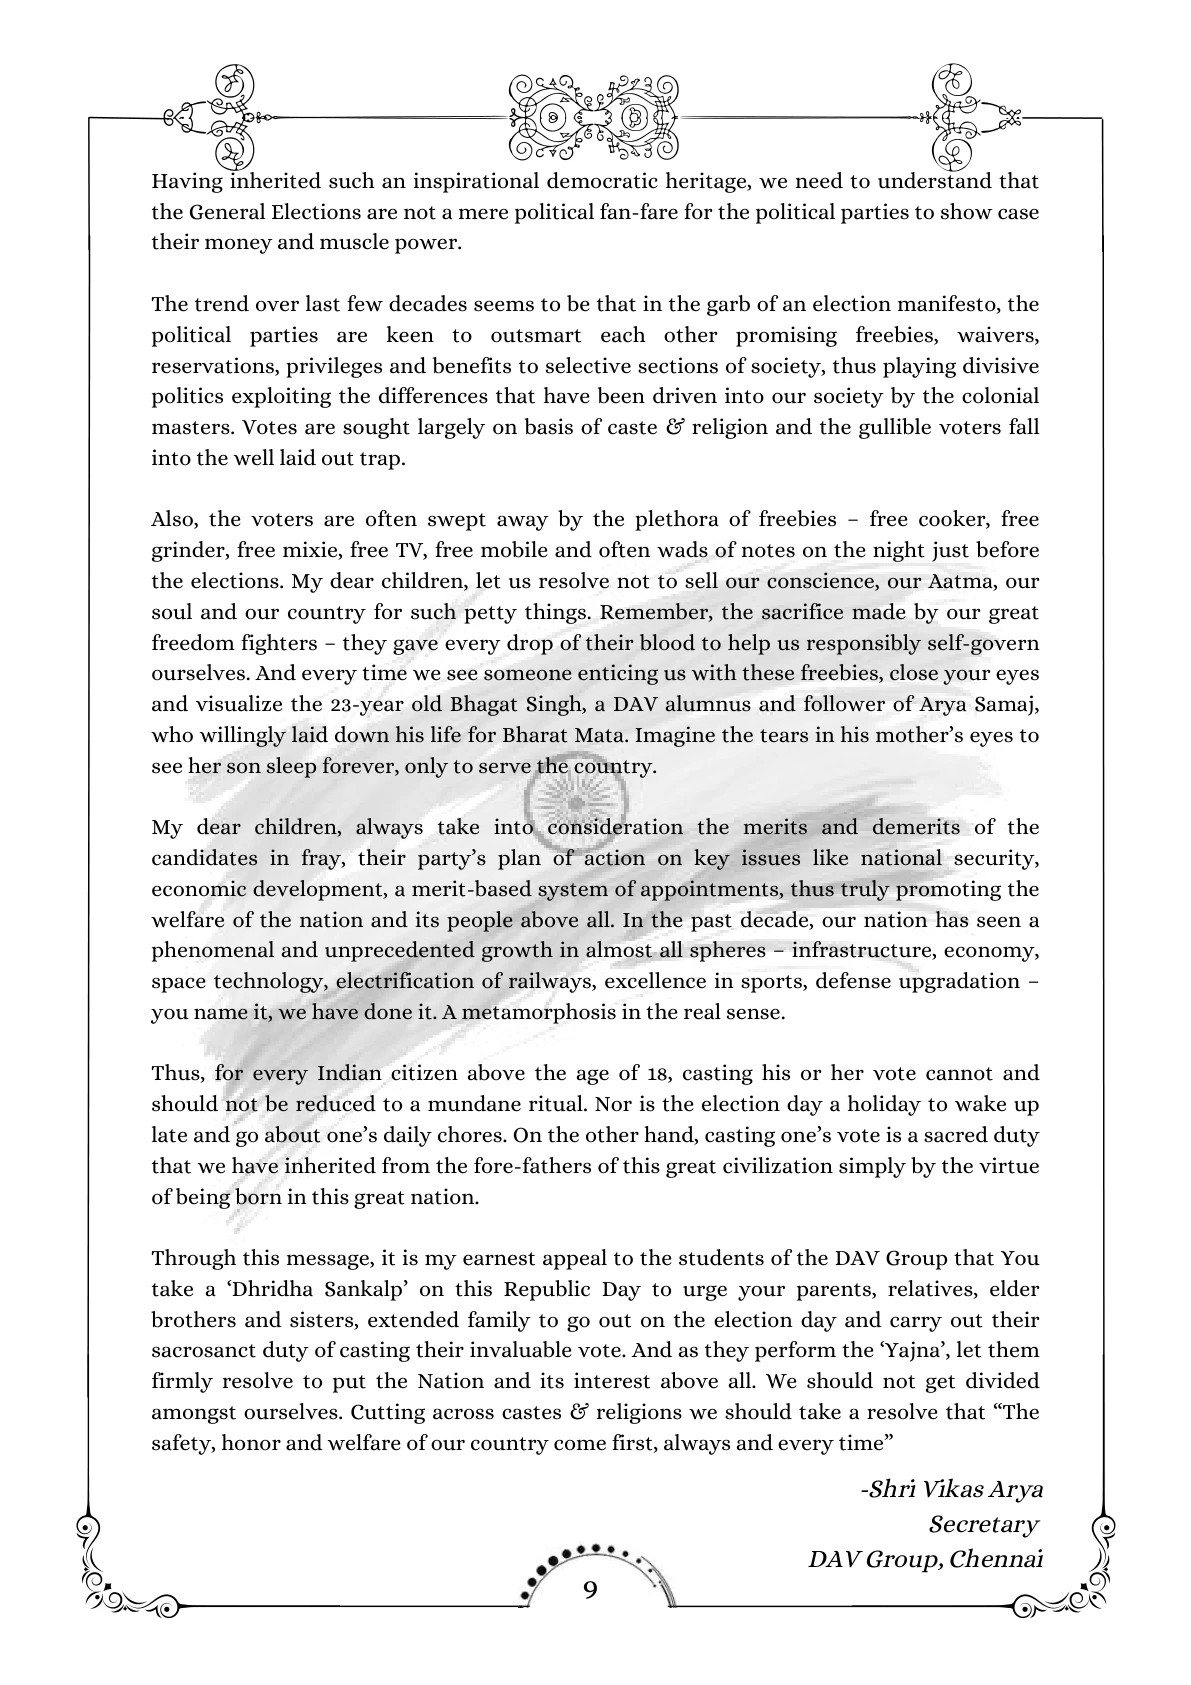 Having inherited such an inspirational democratic heritage, we need to understand that
the General Elections are not a mere political fan-fare for the political parties to show case
their money and muscle power.
The trend over last few decades seems to be that in the garb of an election manifesto, the
political parties are keen to outsmart each other promising freebies, waivers,
reservations, privileges and benefits to selective sections of society, thus playing divisive
politics exploiting the differences that have been driven into our society by the colonial
masters. Votes are sought largely on basis of caste & religion and the gullible voters fall
into the well laid out trap.
Also, the voters are often swept away by the plethora of freebies – free cooker, free
grinder, free mixie, free TV, free mobile and often wads of notes on the night just before
the elections. My dear children, let us resolve not to sell our conscience, our Aatma, our
soul and our country for such petty things. Remember, the sacrifice made by our great
freedom fighters – they gave every drop of their blood to help us responsibly self-govern
ourselves. And every time we see someone enticing us with these freebies, close your eyes
and visualize the 23-year old Bhagat Singh, a DAV alumnus and follower of Arya Samaj,
who willingly laid down his life for Bharat Mata. Imagine the tears in his mother’s eyes to
see her son sleep forever, only to serve the country.
My dear children, always take into consideration the merits and demerits of the
candidates in fray, their party’s plan of action on key issues like national security,
economic development, a merit-based system of appointments, thus truly promoting the
welfare of the nation and its people above all. In the past decade, our nation has seen a
phenomenal and unprecedented growth in almost all spheres – infrastructure, economy,
space technology, electrification of railways, excellence in sports, defense upgradation –
you name it, we have done it. A metamorphosis in the real sense.
Thus, for every Indian citizen above the age of 18, casting his or her vote cannot and
should not be reduced to a mundane ritual. Nor is the election day a holiday to wake up
late and go about one’s daily chores. On the other hand, casting one’s vote is a sacred duty
that we have inherited from the fore-fathers of this great civilization simply by the virtue
of being born in this great nation.
Through this message, it is my earnest appeal to the students of the DAV Group that You
take a ‘Dhridha Sankalp’ on this Republic Day to urge your parents, relatives, elder
brothers and sisters, extended family to go out on the election day and carry out their
sacrosanct duty of casting their invaluable vote. And as they perform the ‘Yajna’, let them
firmly resolve to put the Nation and its interest above all. We should not get divided
amongst ourselves. Cutting across castes & religions we should take a resolve that “The
safety, honor and welfare of our country come first, always and every time”
-Shri Vikas Arya
Secretary
DAV Group, Chennai
9